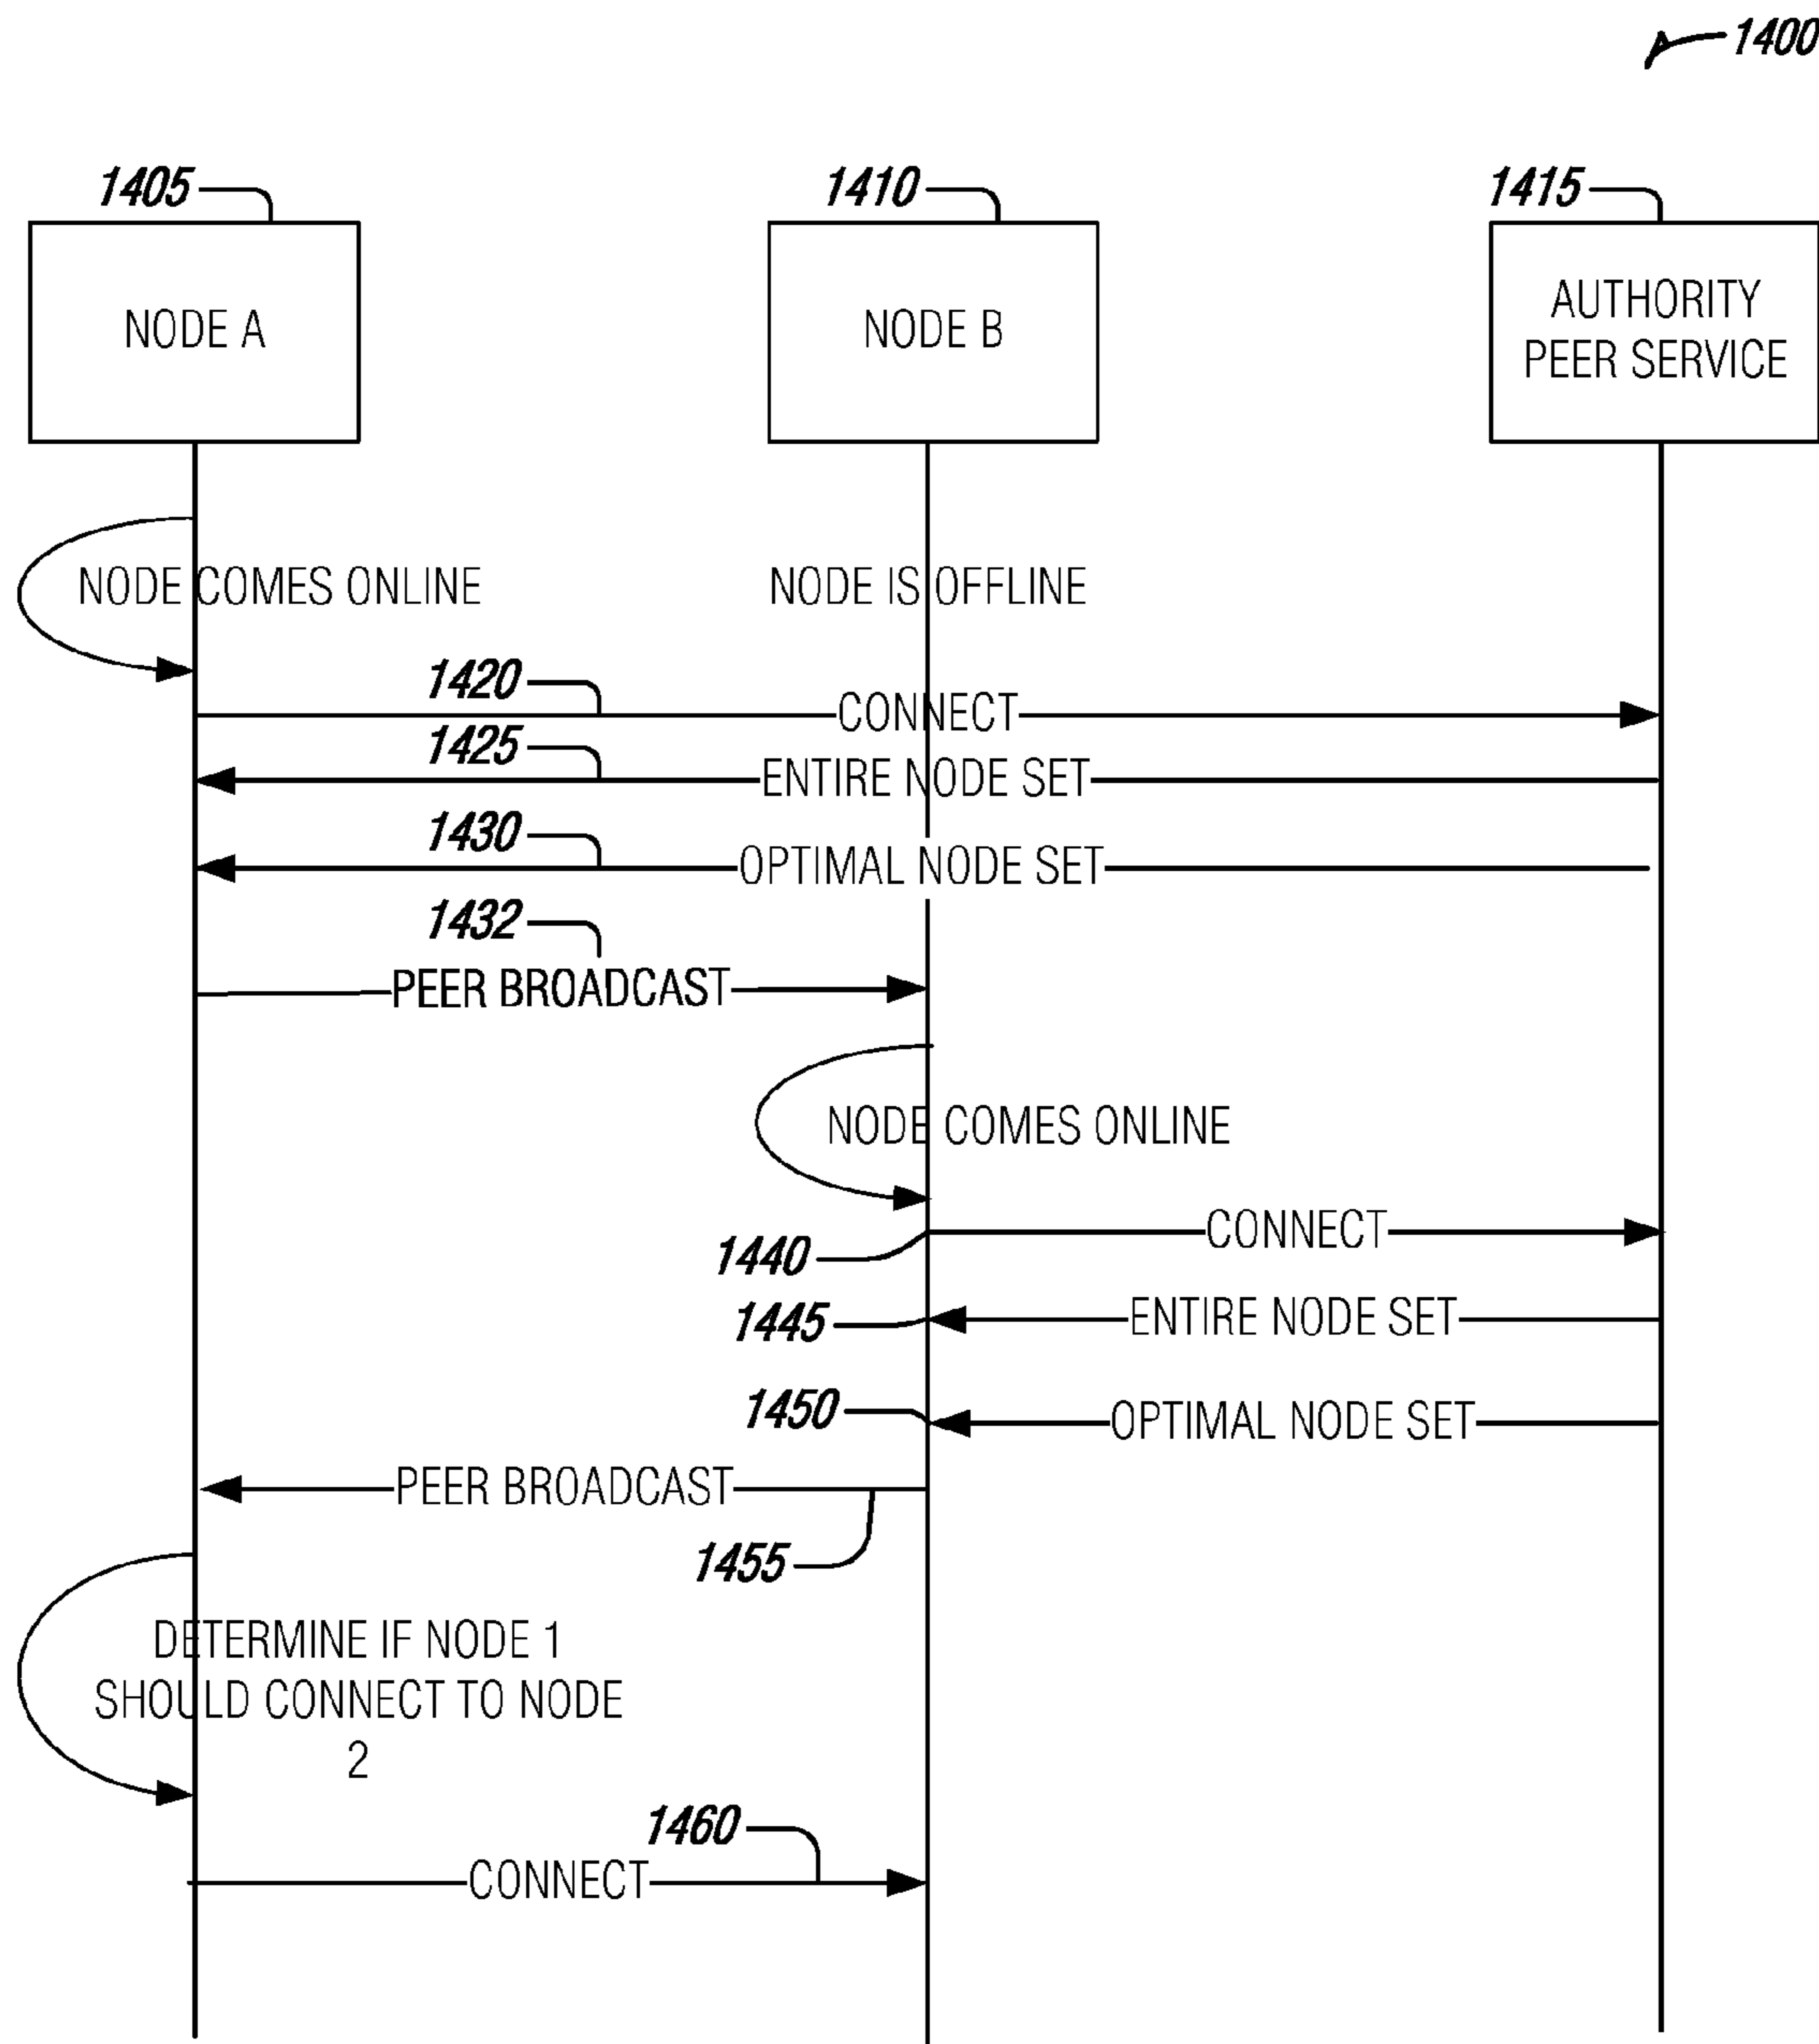 1400
1405
1410
1415
NODE A
NODE B
AUTHORITY
PEER SERVICE
NODE COMES ONLINE
NODE IS OFFLINE
1420
CONNECT
1425
ENTIRE NODE SET
1430
OPTIMAL NODE SET
1432
PEER BROADCAST
NODE COMES ONLINE
1440
CONNECT
1445
ENTIRE NODE SET
1450
OPTIMAL NODE SET
PEER BROADCAST
1455
DETERMINE IF NODE 1
SHOULD CONNECT TO NODE
2
1460
CONNECT